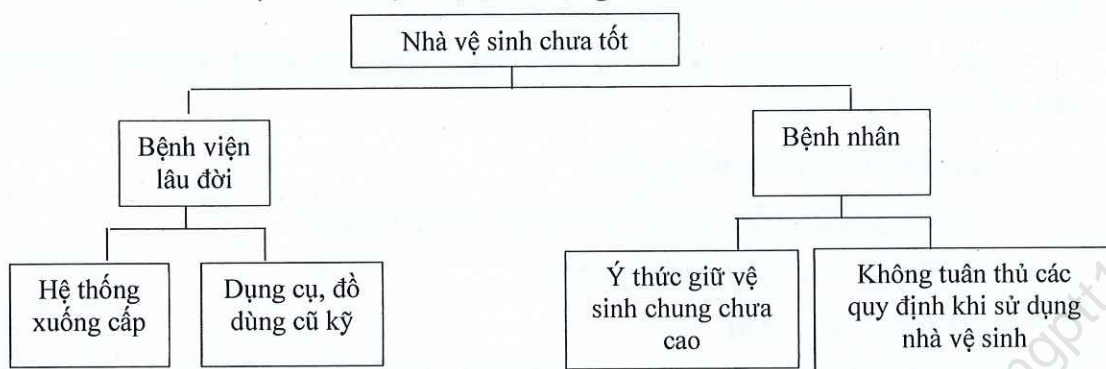 Nhà vệ sinh chưa tốt
Bệnh viện
lâu đời
Bệnh nhân
Hệ thống
xuống cấp
Dụng cụ, đồ
dùng cũ kỹ
Ý thức giữ vệ
sinh chung chưa
cao
Không tuân thủ các
quy định khi sử dụng
nhà vệ sinh